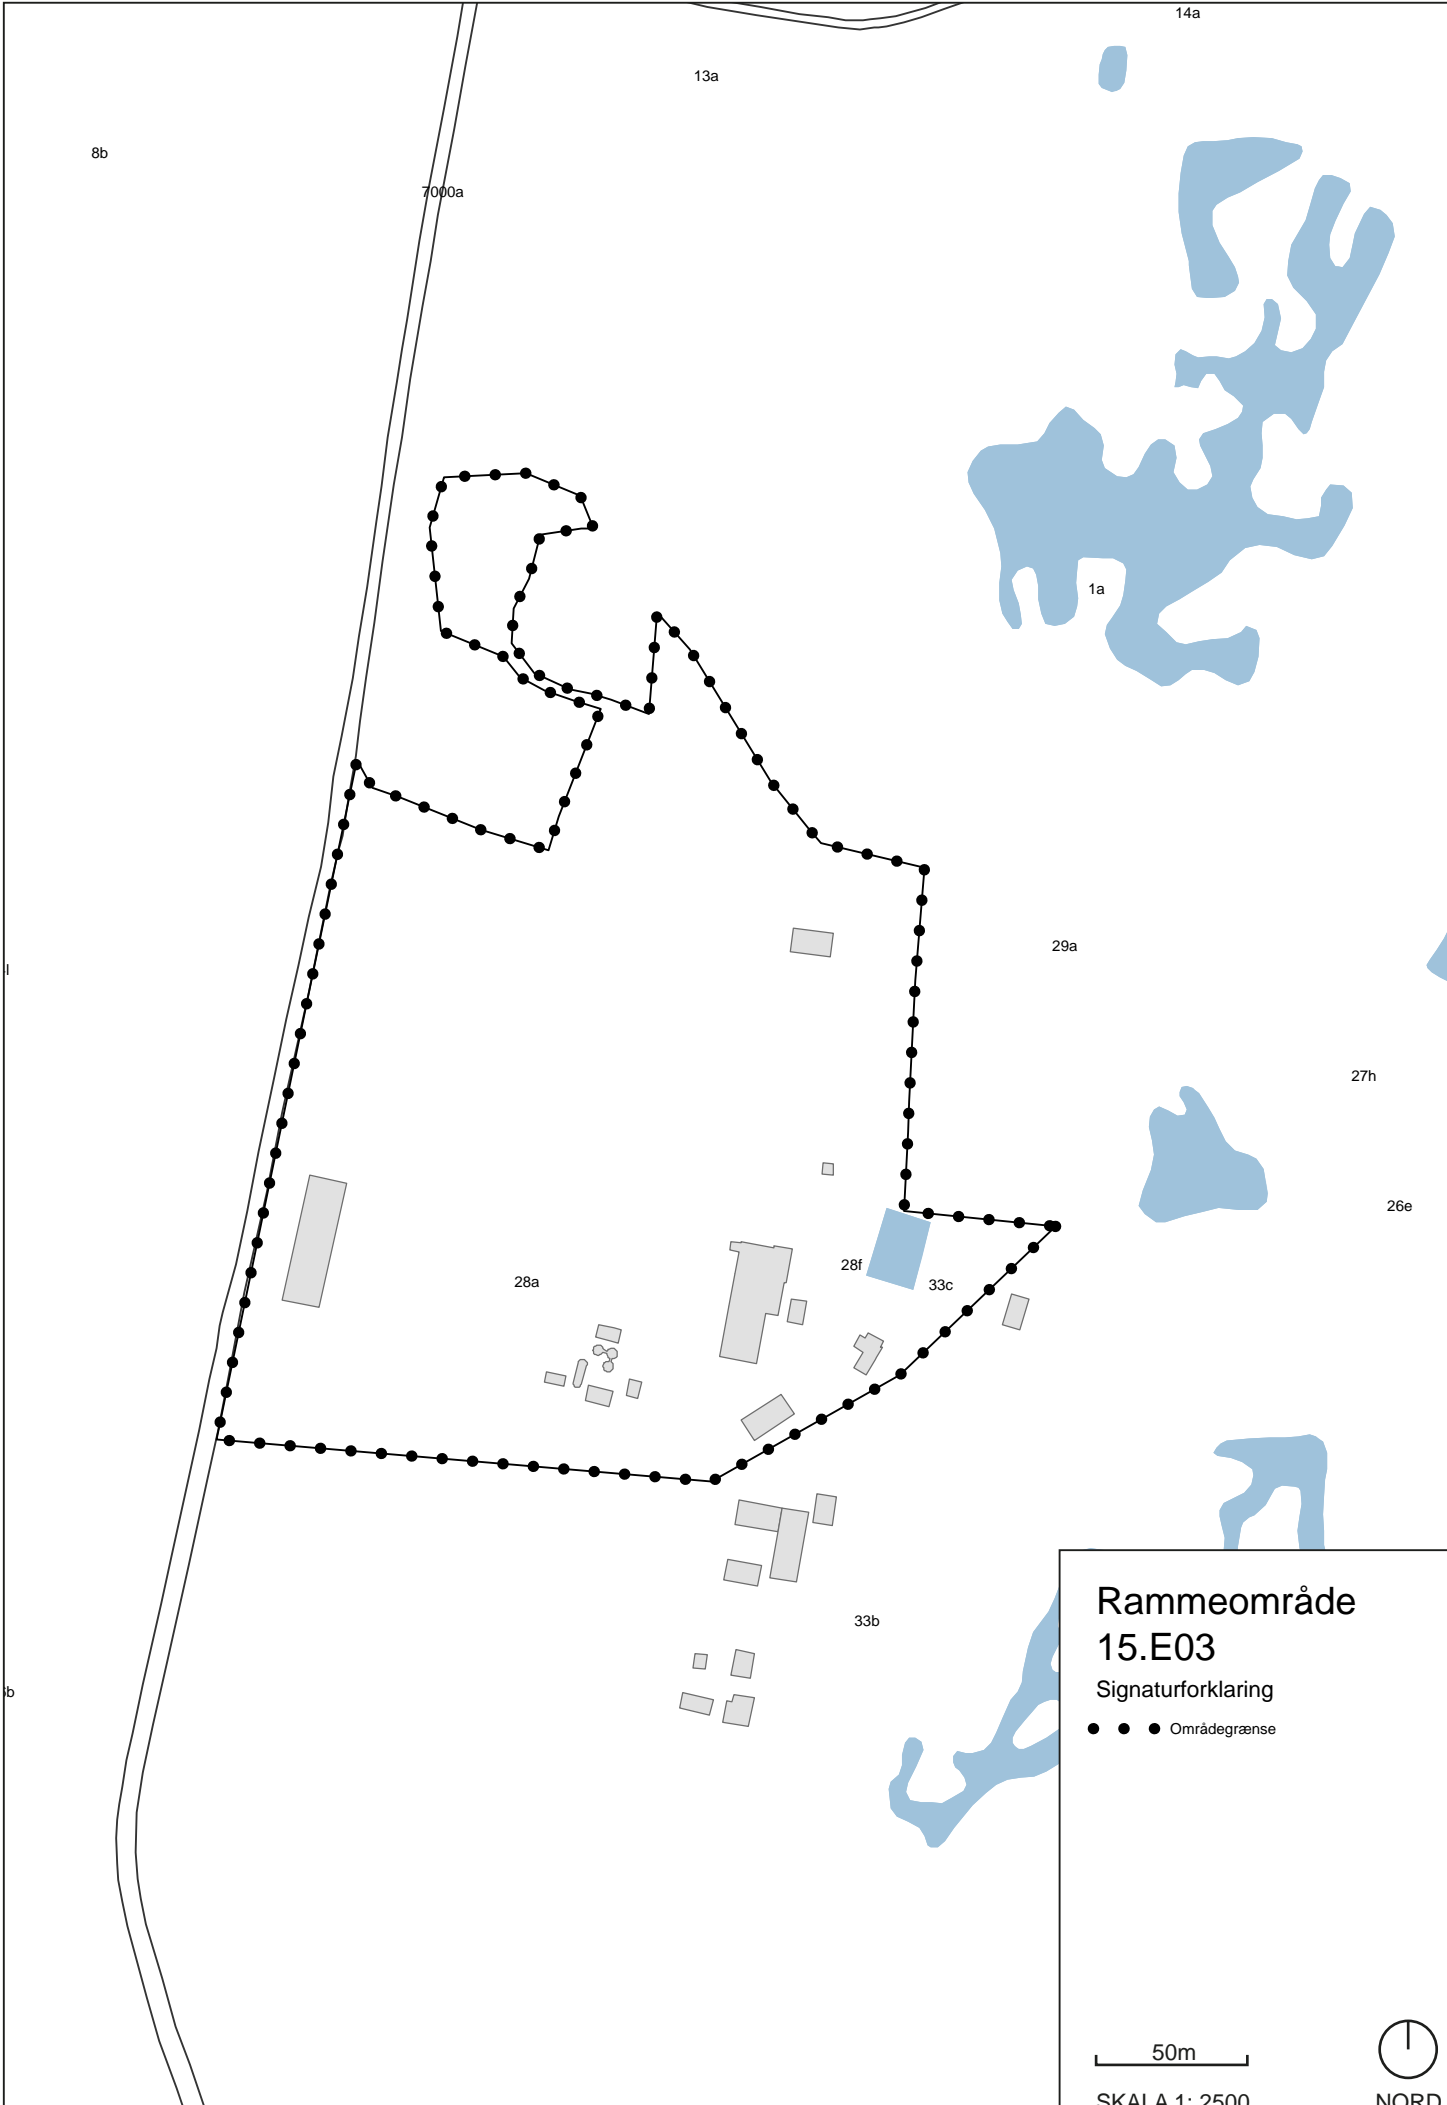 14a
13a
8b
7000a
1a
29a
27h
26e
28a
28f
33c
33b
Rammeområde
15.E03
Signaturforklaring
Områdegrænse
50m
SKALA 1: 2500
NORD